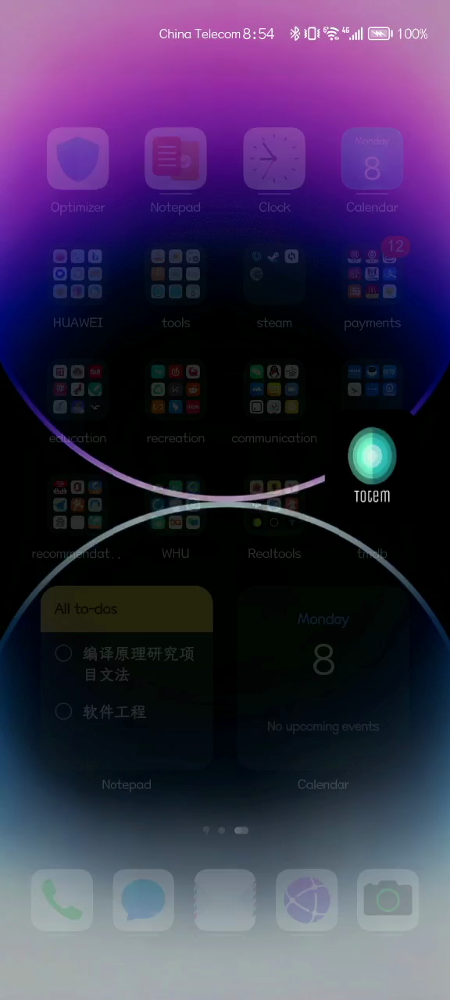 China Telecom 8:54 6+ 4G 100%
Monday
8
Optimizer Notepad Clock Calendar
12
HUAWEI tools steam payments
education recreation communication
TOTEM
recommendat.. WHU Realtools tmdb
All to-dos
编译原理研究项
目文法
软件工程
Monday
8
No upcoming events
Notepad Calendar